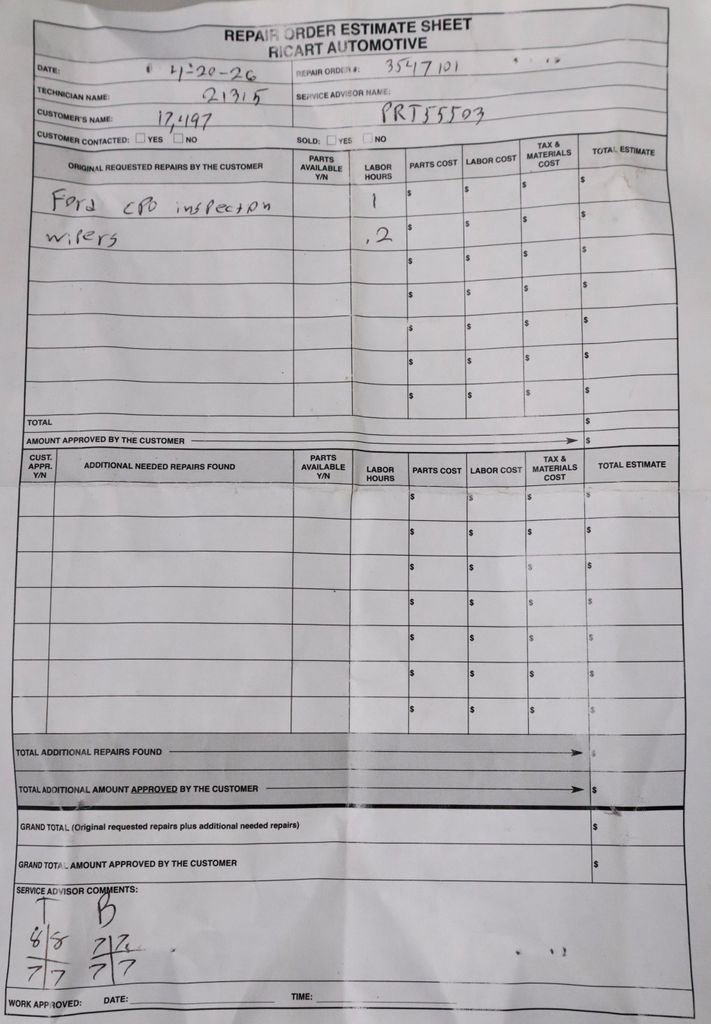 REPAIR ORDER ESTIMATE SHEET
RICART AUTOMOTIVE
DATE: 4-20-26 REPAIR ORDER #: 3547101
TECHNICIAN NAME: 21315 SERVICE ADVISOR NAME:
CUSTOMER'S NAME: 17,497 PRT55503
CUSTOMER CONTACTED: YES NO SOLD: YES NO
ORIGINAL REQUESTED REPAIRS BY THE CUSTOMER PARTS AVAILABLE Y/N LABOR HOURS PARTS COST LABOR COST TAX & MATERIALS COST TOTAL ESTIMATE
Ford CPO inspection 1 $ $ $ $
wipers .2 $ $ $ $
$ $ $ $
$ $ $ $
$ $ $ $
$ $ $ $
$ $ $ $
TOTAL $
AMOUNT APPROVED BY THE CUSTOMER $
CUST. APPR. Y/N ADDITIONAL NEEDED REPAIRS FOUND PARTS AVAILABLE Y/N LABOR HOURS PARTS COST LABOR COST TAX & MATERIALS COST TOTAL ESTIMATE
$ $ $ $
$ $ $ $
$ $ $ $
$ $ $ $
$ $ $ $
$ $ $ $
$ $ $ $
TOTAL ADDITIONAL REPAIRS FOUND $
TOTAL ADDITIONAL AMOUNT APPROVED BY THE CUSTOMER $
GRAND TOTAL (Original requested repairs plus additional needed repairs) $
GRAND TOTAL AMOUNT APPROVED BY THE CUSTOMER $
SERVICE ADVISOR COMMENTS:
T B
8 8 7 7
7 7 7 7
WORK APPROVED: DATE: TIME: